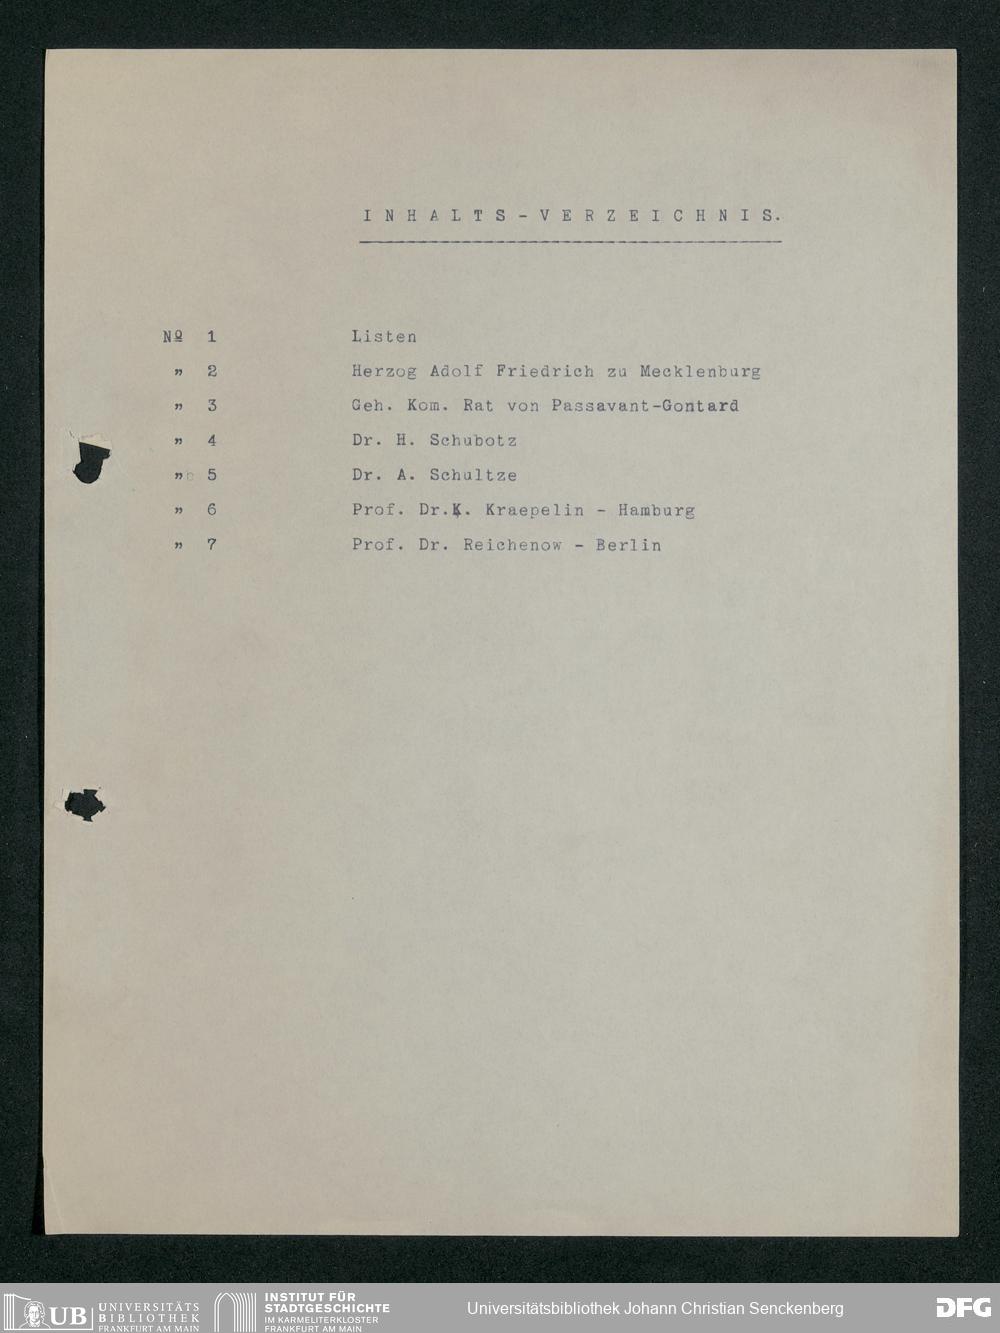 INHALTS-VERZEICHNIS.
Nº 1 Listen
" 2 Herzog Adolf Friedrich zu Mecklenburg
" 3 Geh. Kom. Rat von Passavant-Gontard
" 4 Dr. H. Schubotz
" 5 Dr. A. Schultze
" 6 Prof. Dr.K. Kraepelin - Hamburg
" 7 Prof. Dr. Reichenow - Berlin
UB UNIVERSITÄTS BIBLIOTHEK FRANKFURT AM MAIN
INSTITUT FÜR STADTGESCHICHTE IM KARMELITERKLOSTER FRANKFURT AM MAIN
Universitätsbibliothek Johann Christian Senckenberg
DFG